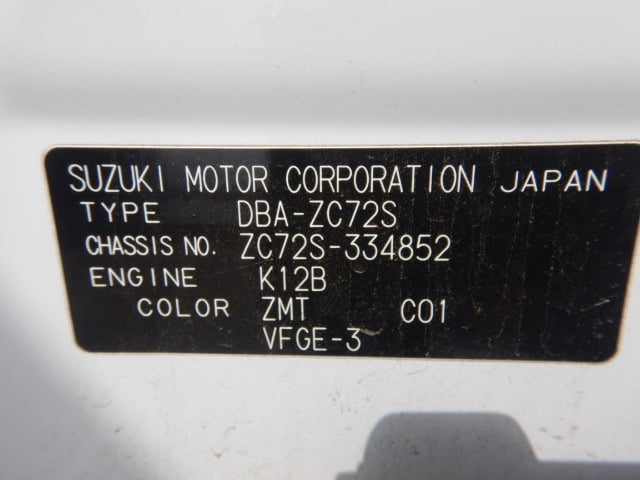 SUZUKI MOTOR CORPORATION JAPAN
TYPE DBA-ZC72S
CHASSIS NO. ZC72S-334852
ENGINE K12B
COLOR ZMT C01
VFGE-3